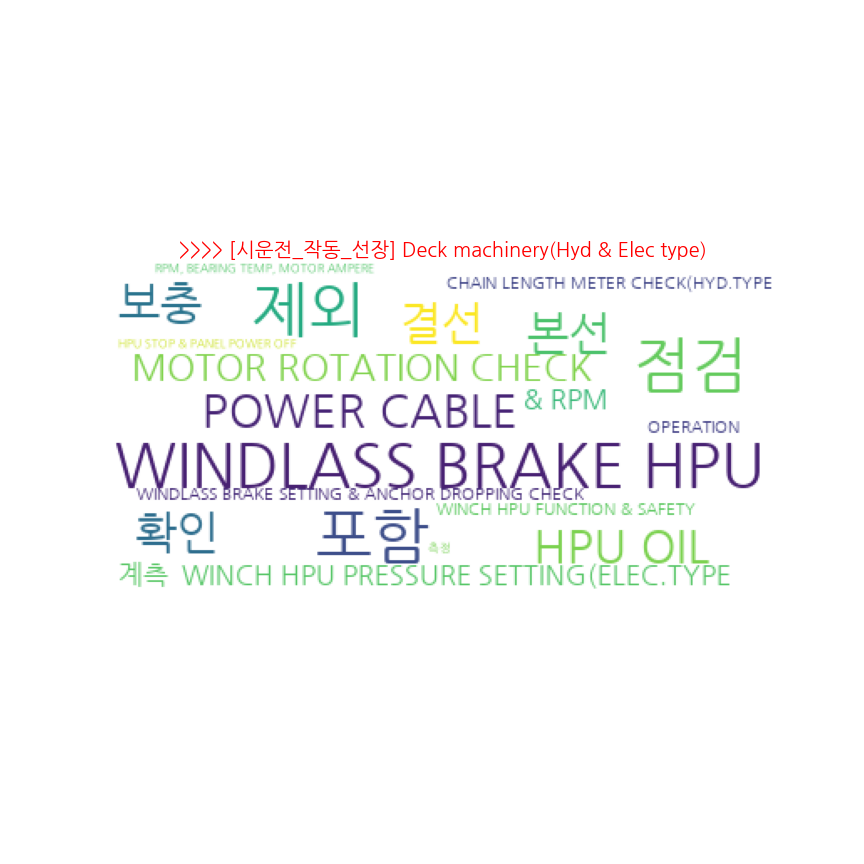 >>>> [시운전_작동_선장] Deck machinery(Hyd & Elec type)
RPM, BEARING TEMP, MOTOR AMPERE
CHAIN LENGTH METER CHECK(HYD.TYPE
보충
제외
결선
본선
HPU STOP & PANEL POWER OFF
점검
MOTOR ROTATION CHECK
& RPM
POWER CABLE
OPERATION
WINDLASS BRAKE HPU
WINDLASS BRAKE SETTING & ANCHOR DROPPING CHECK
WINCH HPU FUNCTION & SAFETY
확인
포함
측정
HPU OIL
계측
WINCH HPU PRESSURE SETTING(ELEC.TYPE